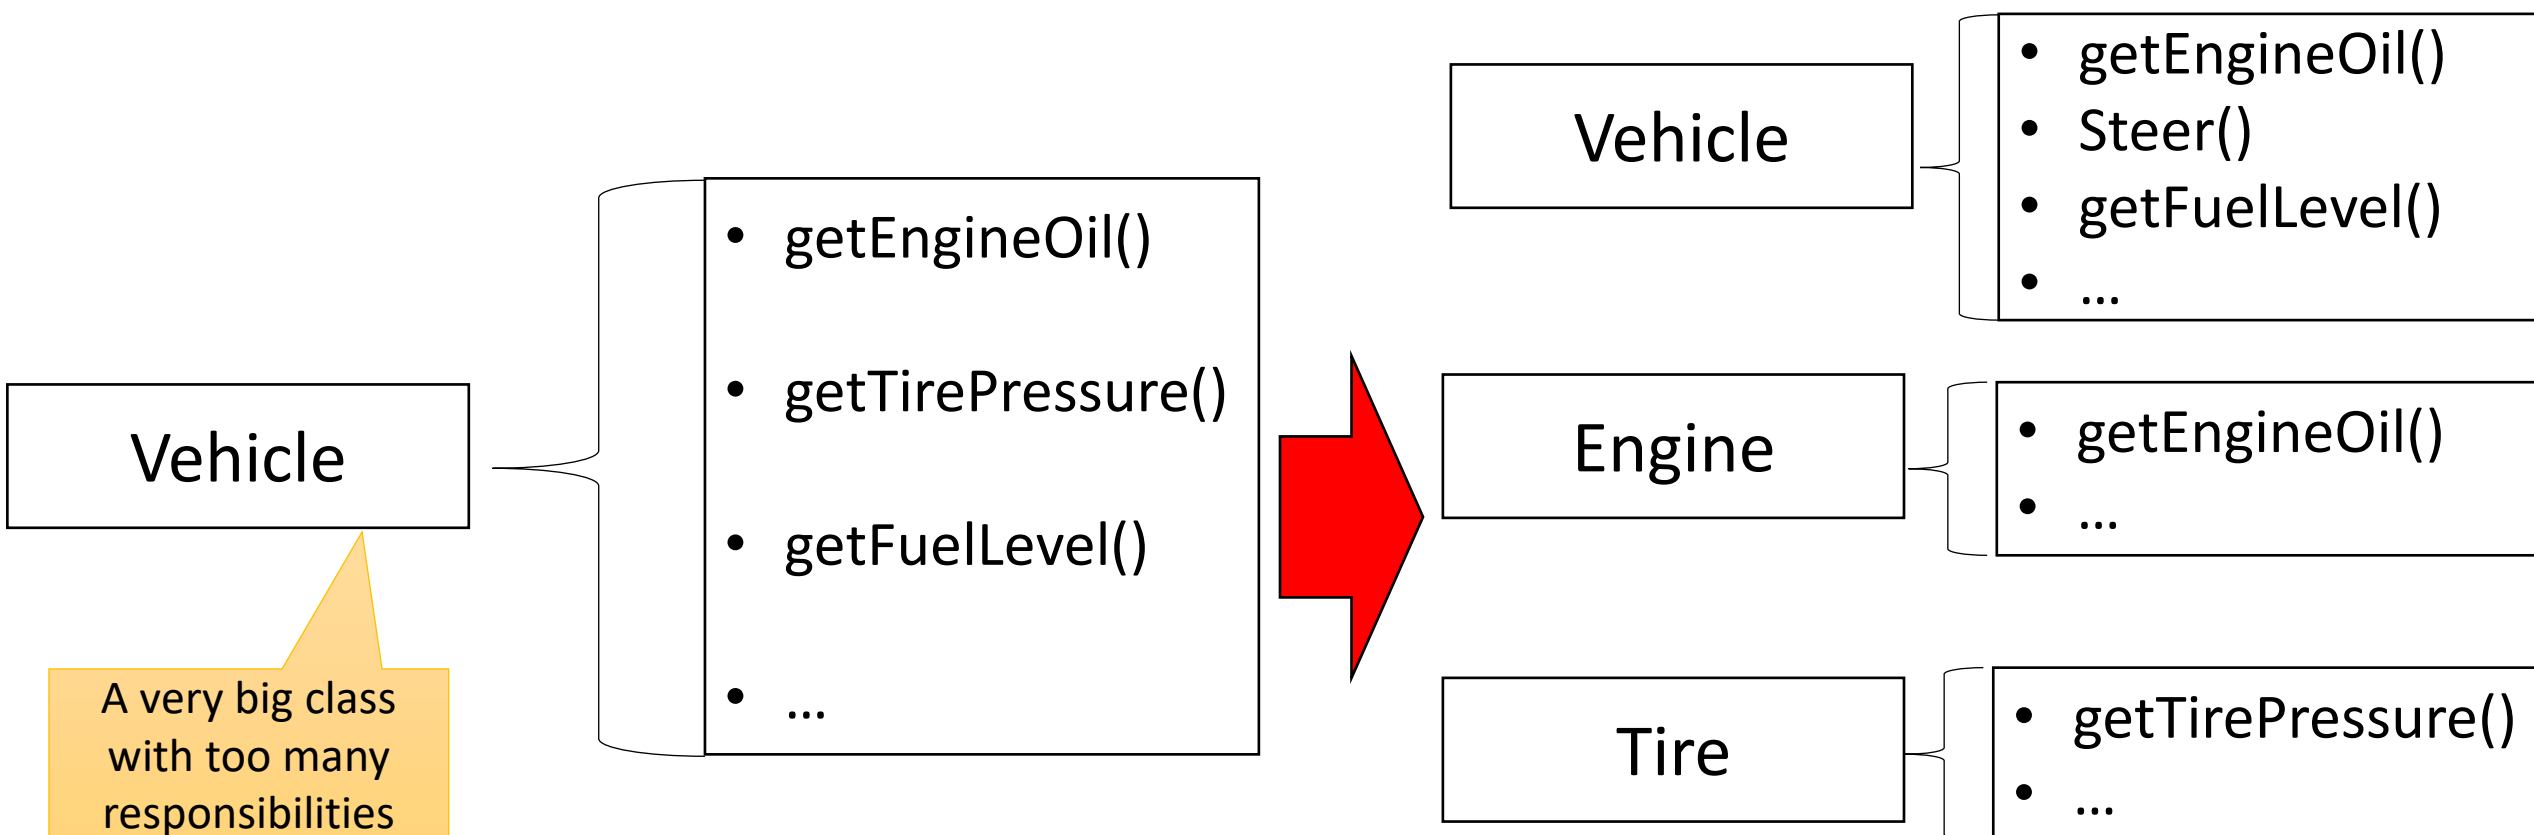 Vehicle
A very big class
with too many
responsibilities
• getEngineOil()
• getTirePressure()
• getFuelLevel()
• ...
Vehicle
• getEngineOil()
• Steer()
• getFuelLevel()
• ...
Engine
• getEngineOil()
• ...
Tire
• getTirePressure()
• ...